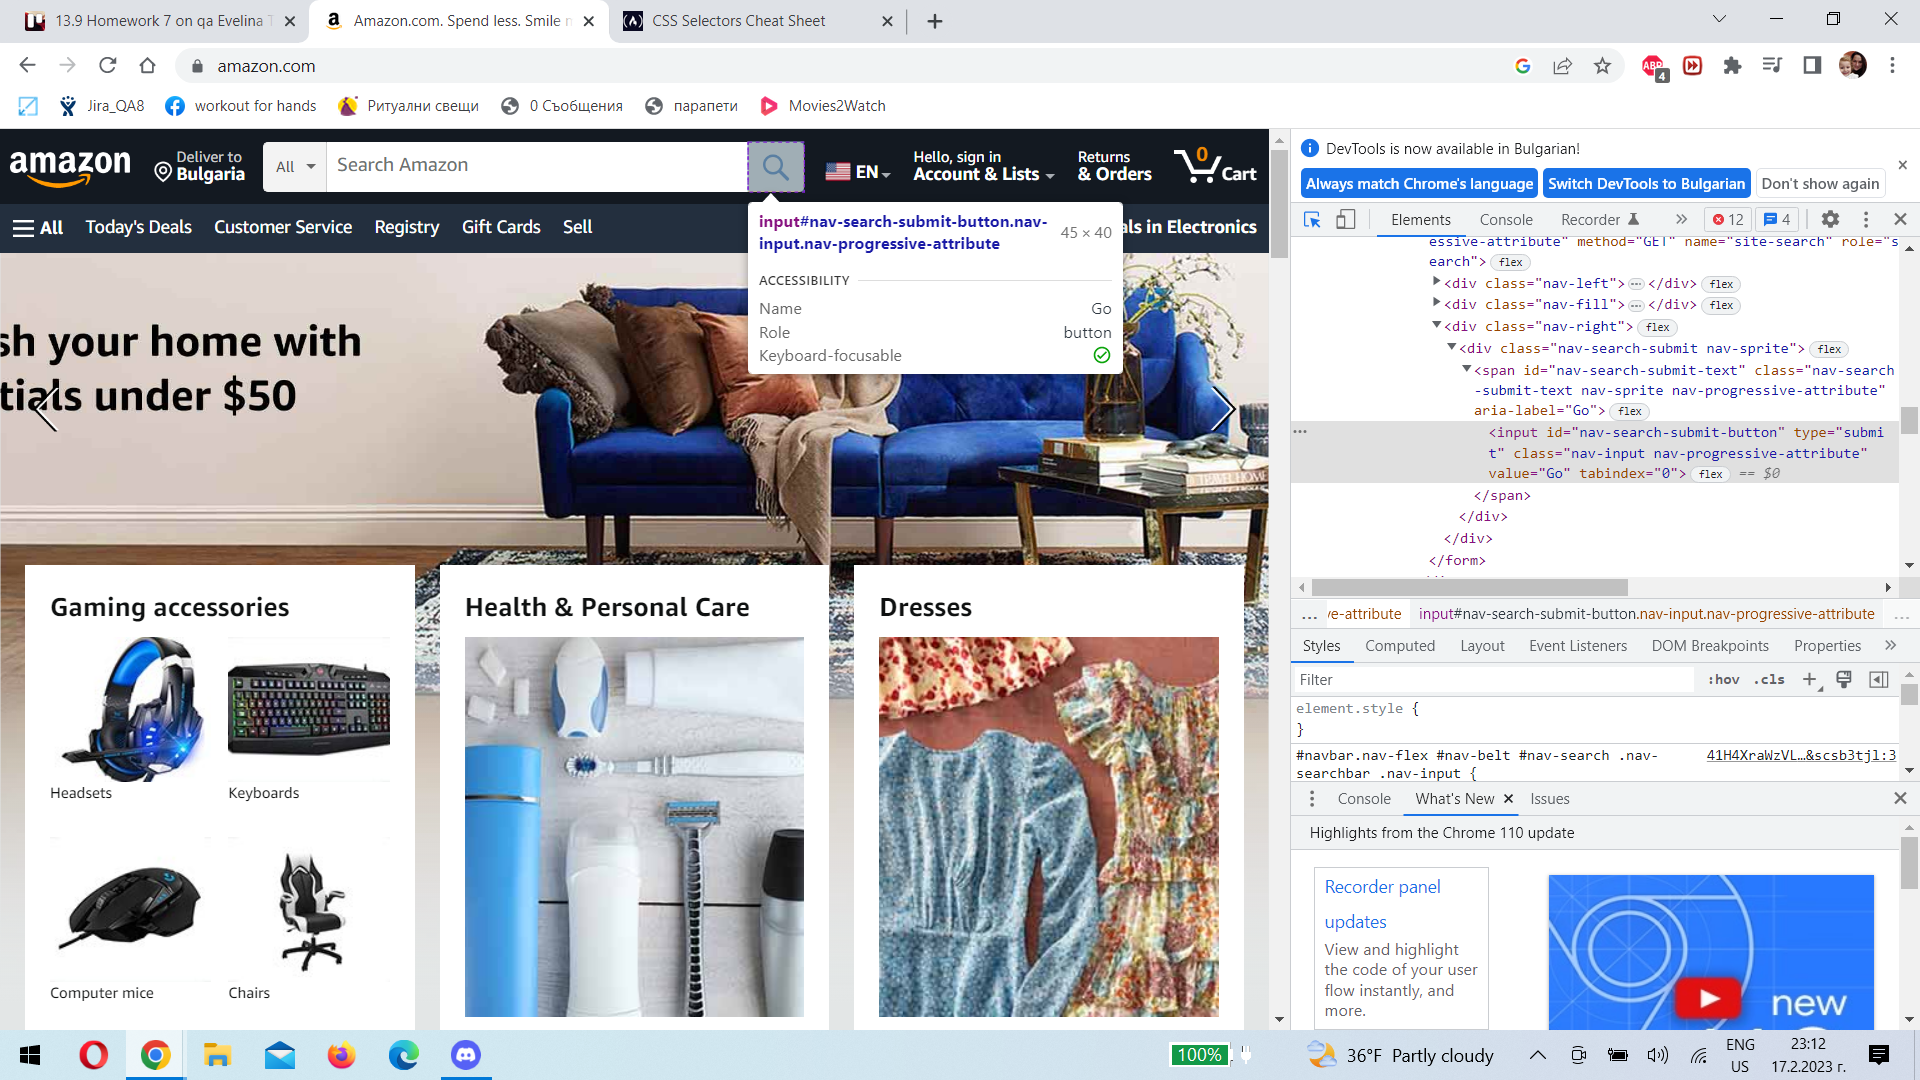 13.9 Homework 7 on qa Evelina
Amazon.com. Spend less. Smile
CSS Selectors Cheat Sheet
amazon.com
4
Jira_QA8
workout for hands
Ритуални свещи
0 Съобщения
парапети
Movies2Watch
amazon
Deliver to
Bulgaria
All
Search Amazon
EN
Hello, sign in
Account & Lists
Returns
& Orders
0
Cart
All
Today's Deals
Customer Service
Registry
Gift Cards
Sell
als in Electronics
input#nav-search-submit-button.nav-
input.nav-progressive-attribute
45 × 40
ACCESSIBILITY
Name Go
Role button
Keyboard-focusable
sh your home with
tials under $50
Gaming accessories
Headsets
Keyboards
Computer mice
Chairs
Health & Personal Care
Dresses
DevTools is now available in Bulgarian!
Always match Chrome's language
Switch DevTools to Bulgarian
Don't show again
Elements
Console
Recorder
12
4
essive-attribute" method="GET" name="site-search" role="s
earch"> flex
<div class="nav-left"> … </div> flex
<div class="nav-fill"> … </div> flex
<div class="nav-right"> flex
<div class="nav-search-submit nav-sprite"> flex
<span id="nav-search-submit-text" class="nav-search
-submit-text nav-sprite nav-progressive-attribute"
aria-label="Go"> flex
<input id="nav-search-submit-button" type="submi
t" class="nav-input nav-progressive-attribute"
value="Go" tabindex="0"> flex == $0
</span>
</div>
</div>
</form>
… ve-attribute
input#nav-search-submit-button.nav-input.nav-progressive-attribute
…
Styles
Computed
Layout
Event Listeners
DOM Breakpoints
Properties
Filter
:hov
.cls
element.style {
}
#navbar.nav-flex #nav-belt #nav-search .nav-
searchbar .nav-input {
41H4XraWzVL…&scsb3tjl:3
Console
What's New
Issues
Highlights from the Chrome 110 update
Recorder panel
updates
View and highlight
the code of your user
flow instantly, and
more.
new
100%
36°F Partly cloudy
ENG
US
23:12
17.2.2023 г.